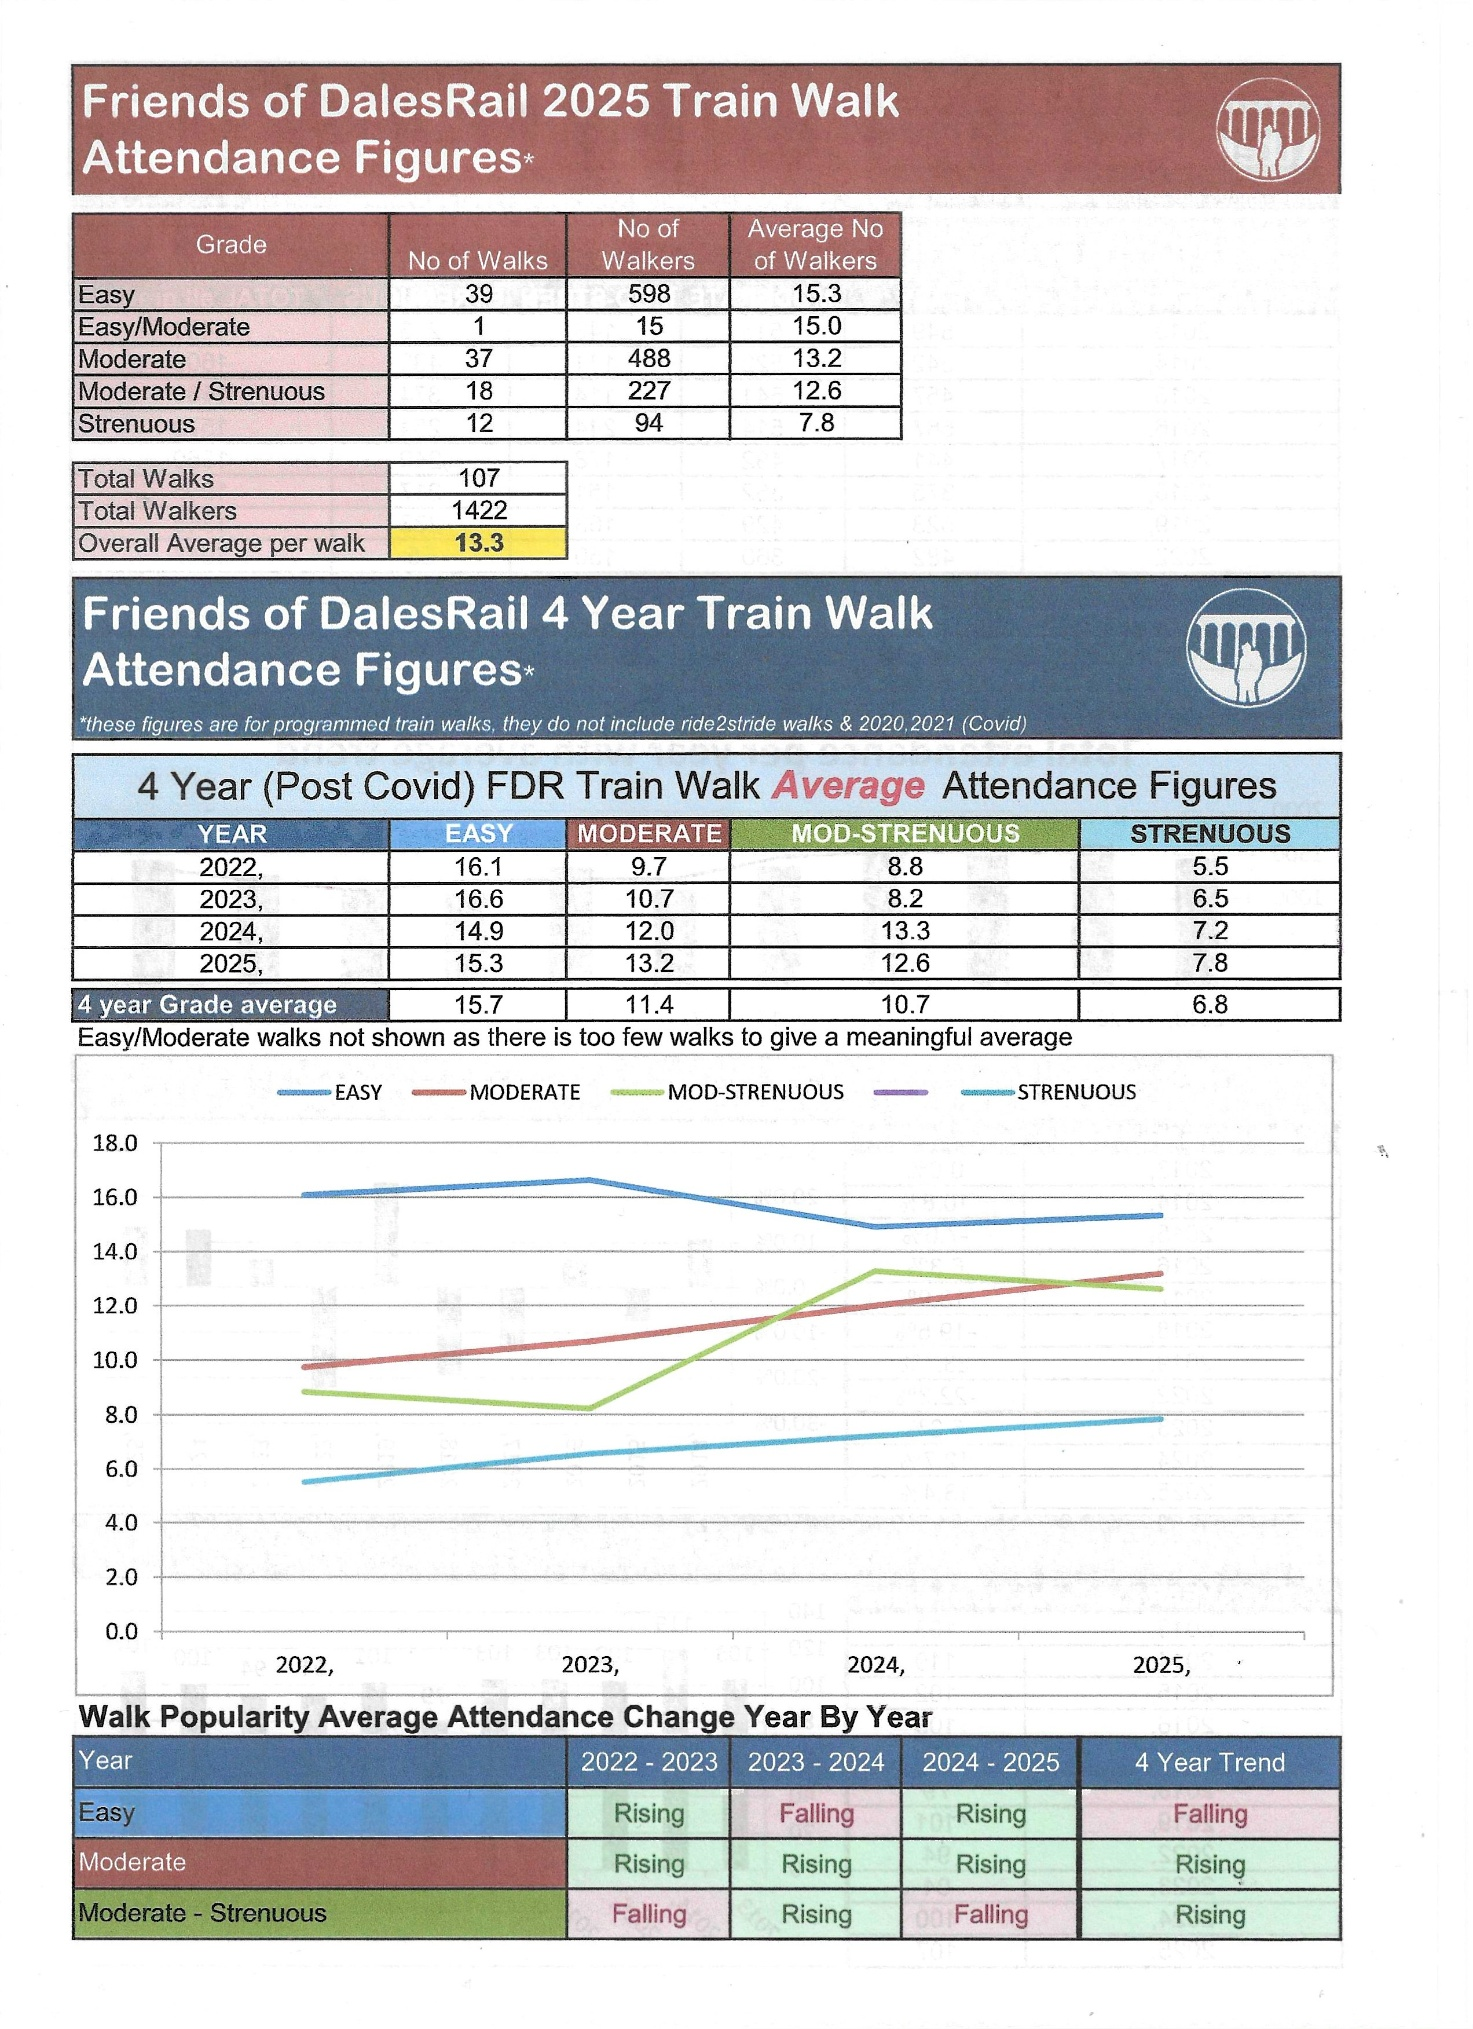 Friends of DalesRail 2025 Train Walk
Attendance Figures*
Grade No of Walks No of Walkers Average No of Walkers
Easy 39 598 15.3
Easy/Moderate 1 15 15.0
Moderate 37 488 13.2
Moderate / Strenuous 18 227 12.6
Strenuous 12 94 7.8
Total Walks 107
Total Walkers 1422
Overall Average per walk 13.3
Friends of DalesRail 4 Year Train Walk
Attendance Figures*
*these figures are for programmed train walks, they do not include ride2stride walks & 2020,2021 (Covid)
4 Year (Post Covid) FDR Train Walk Average Attendance Figures
YEAR EASY MODERATE MOD-STRENUOUS STRENUOUS
2022, 16.1 9.7 8.8 5.5
2023, 16.6 10.7 8.2 6.5
2024, 14.9 12.0 13.3 7.2
2025, 15.3 13.2 12.6 7.8
4 year Grade average 15.7 11.4 10.7 6.8
Easy/Moderate walks not shown as there is too few walks to give a meaningful average
EASY MODERATE MOD-STRENUOUS STRENUOUS
18.0
16.0
14.0
12.0
10.0
8.0
6.0
4.0
2.0
0.0
2022, 2023, 2024, 2025,
Walk Popularity Average Attendance Change Year By Year
Year 2022 - 2023 2023 - 2024 2024 - 2025 4 Year Trend
Easy Rising Falling Rising Falling
Moderate Rising Rising Rising Rising
Moderate - Strenuous Falling Rising Falling Rising